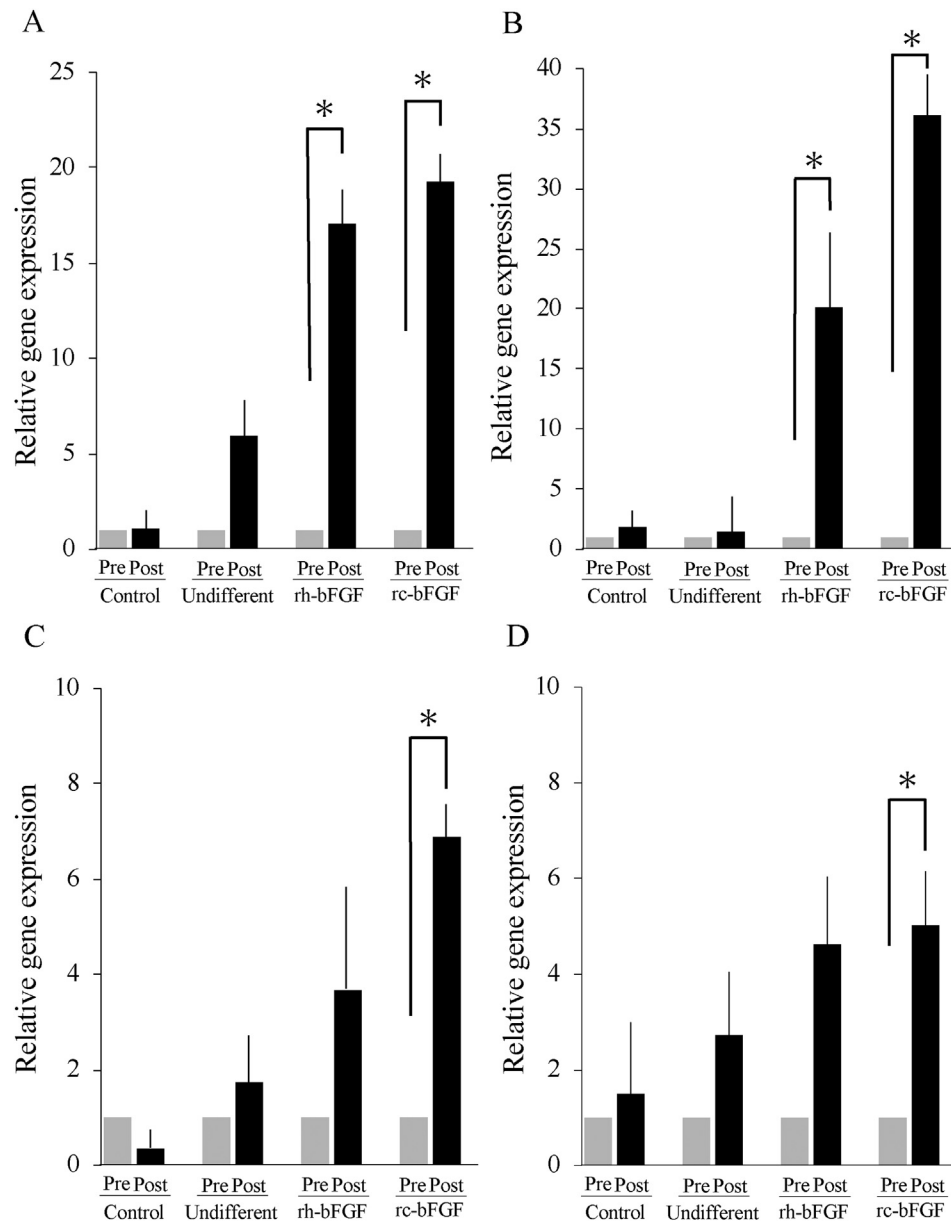 A
Relative gene expression
25
20
15
10
5
0
*
*
Pre Post Pre Post Pre Post Pre Post
Control Undifferent rh-bFGF rc-bFGF
B
Relative gene expression
40
35
30
25
20
15
10
5
0
*
*
Pre Post Pre Post Pre Post Pre Post
Control Undifferent rh-bFGF rc-bFGF
C
Relative gene expression
10
8
6
4
2
0
*
Pre Post Pre Post Pre Post Pre Post
Control Undifferent rh-bFGF rc-bFGF
D
Relative gene expression
10
8
6
4
2
0
*
Pre Post Pre Post Pre Post Pre Post
Control Undifferent rh-bFGF rc-bFGF